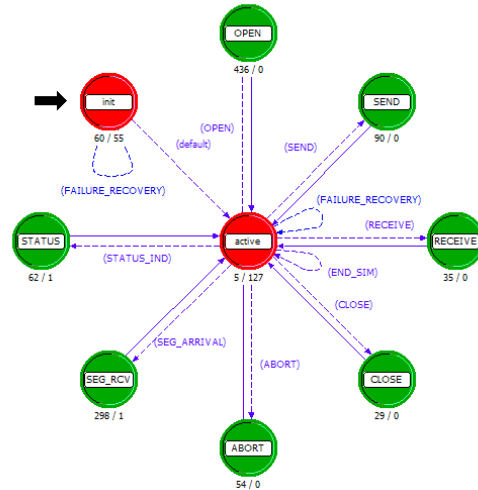 OPEN
436 / 0
init
60 / 55
SEND
90 / 0
(OPEN)
(default)
(SEND)
(FAILURE_RECOVERY)
(FAILURE_RECOVERY)
(RECEIVE)
STATUS
62 / 1
active
5 / 127
RECEIVE
35 / 0
(STATUS_IND)
(END_SIM)
(CLOSE)
(SEG_ARRIVAL)
(ABORT)
SEG_RCV
298 / 1
CLOSE
29 / 0
ABORT
54 / 0